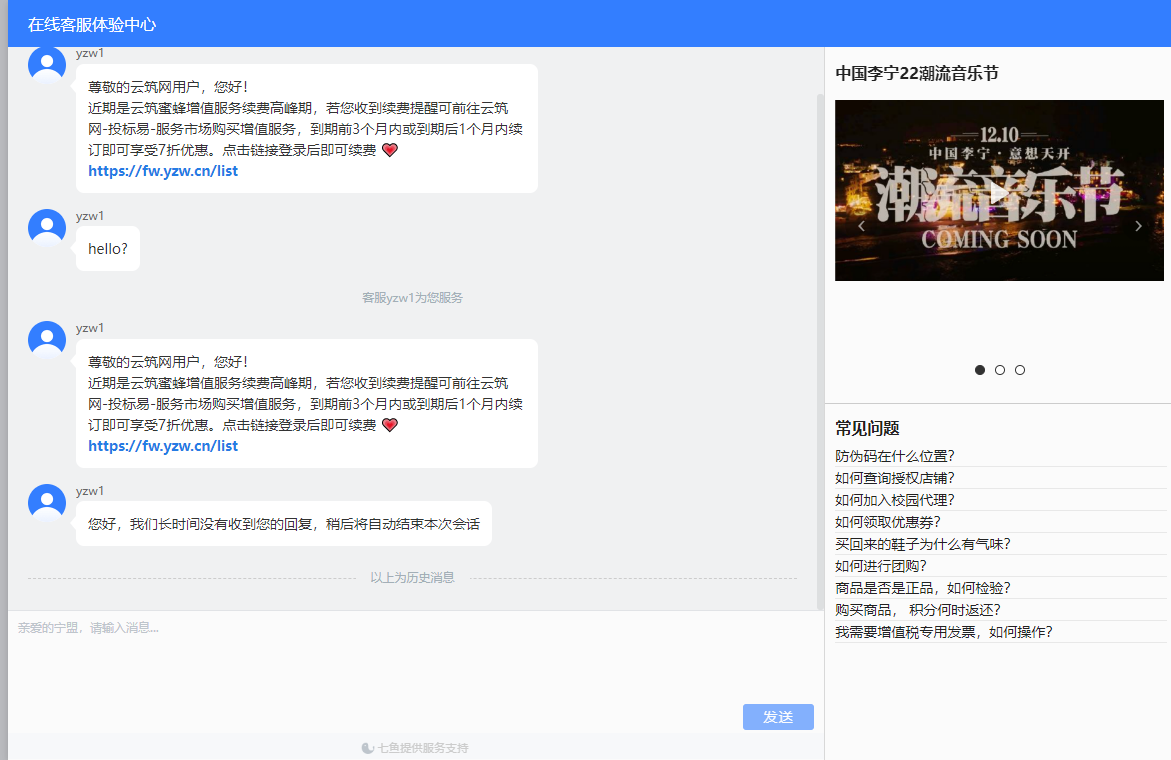 在线客服体验中心
yzw1
尊敬的云筑网用户，您好！
近期是云筑蜜蜂增值服务续费高峰期，若您收到续费提醒可前往云筑
网-投标易-服务市场购买增值服务，到期前3个月内或到期后1个月内续
订即可享受7折优惠。点击链接登录后即可续费
https://fw.yzw.cn/list
yzw1
hello?
客服yzw1为您服务
yzw1
尊敬的云筑网用户，您好！
近期是云筑蜜蜂增值服务续费高峰期，若您收到续费提醒可前往云筑
网-投标易-服务市场购买增值服务，到期前3个月内或到期后1个月内续
订即可享受7折优惠。点击链接登录后即可续费
https://fw.yzw.cn/list
yzw1
您好，我们长时间没有收到您的回复，稍后将自动结束本次会话
以上为历史消息
亲爱的宁盟，请输入消息...
发送
七鱼提供服务支持
中国李宁22潮流音乐节
12.10
中国李宁·意想天开
潮流音乐节
COMING SOON
常见问题
防伪码在什么位置？
如何查询授权店铺？
如何加入校园代理？
如何领取优惠券？
买回来的鞋子为什么有气味？
如何进行团购？
商品是否是正品，如何检验？
购买商品， 积分何时返还？
我需要增值税专用发票，如何操作？